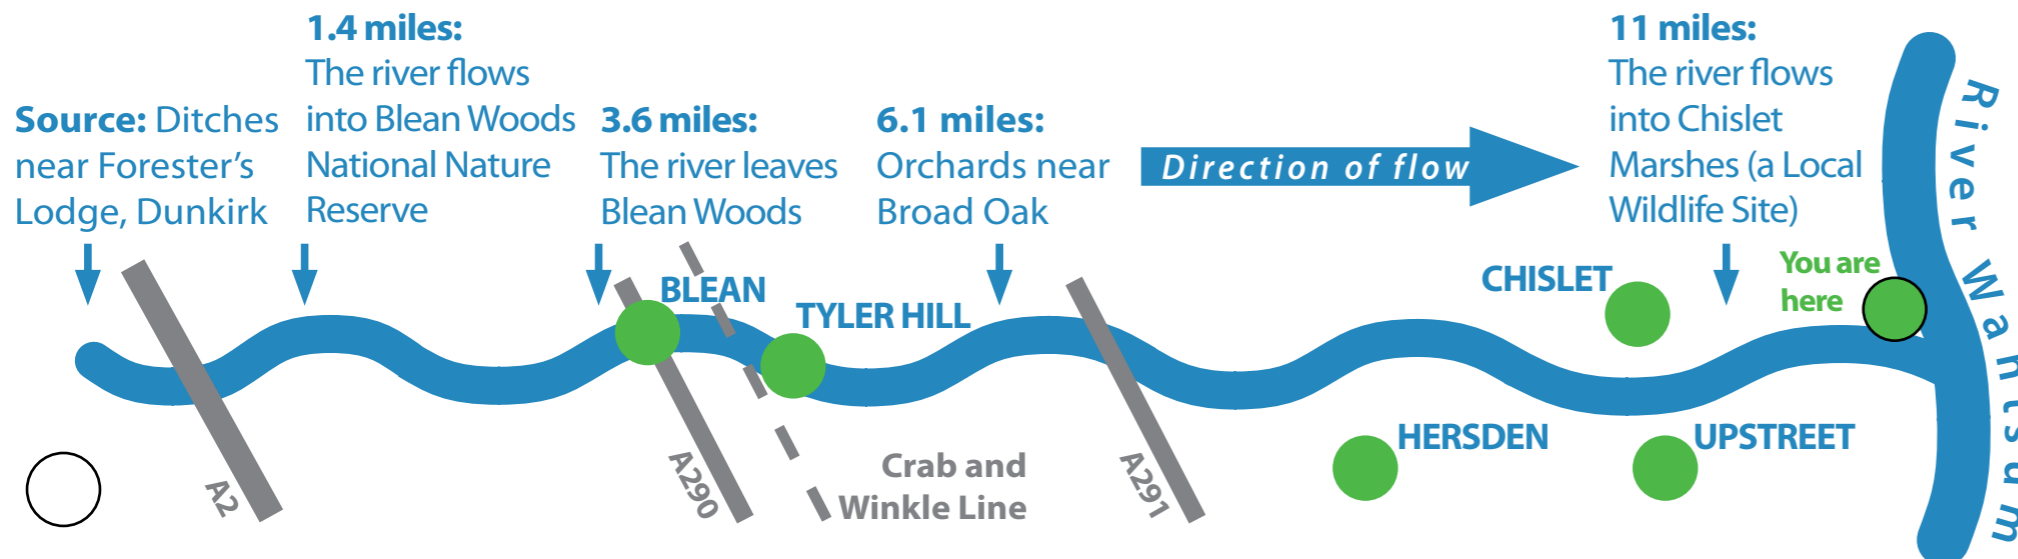 Source: Ditches
near Forester's
Lodge, Dunkirk
1.4 miles:
The river flows
into Blean Woods
National Nature
Reserve
3.6 miles:
The river leaves
Blean Woods
6.1 miles:
Orchards near
Broad Oak
Direction of flow
11 miles:
The river flows
into Chislet
Marshes (a Local
Wildlife Site)
River Wantsum
You are
here
BLEAN
TYLER HILL
CHISLET
HERSDEN
UPSTREET
A2
A290
Crab and
Winkle Line
A291